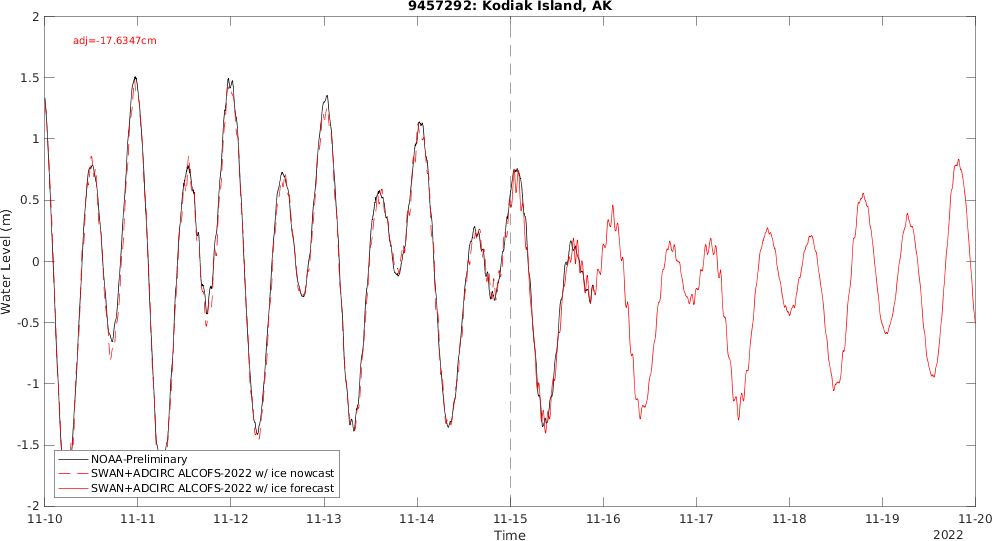 9457292: Kodiak Island, AK
adj=-17.6347cm
Water Level (m)
2
1.5
1
0.5
0
-0.5
-1
-1.5
-2
NOAA-Preliminary
SWAN+ADCIRC ALCOFS-2022 w/ ice nowcast
SWAN+ADCIRC ALCOFS-2022 w/ ice forecast
11-10 11-11 11-12 11-13 11-14 11-15 11-16 11-17 11-18 11-19 11-20
Time
2022